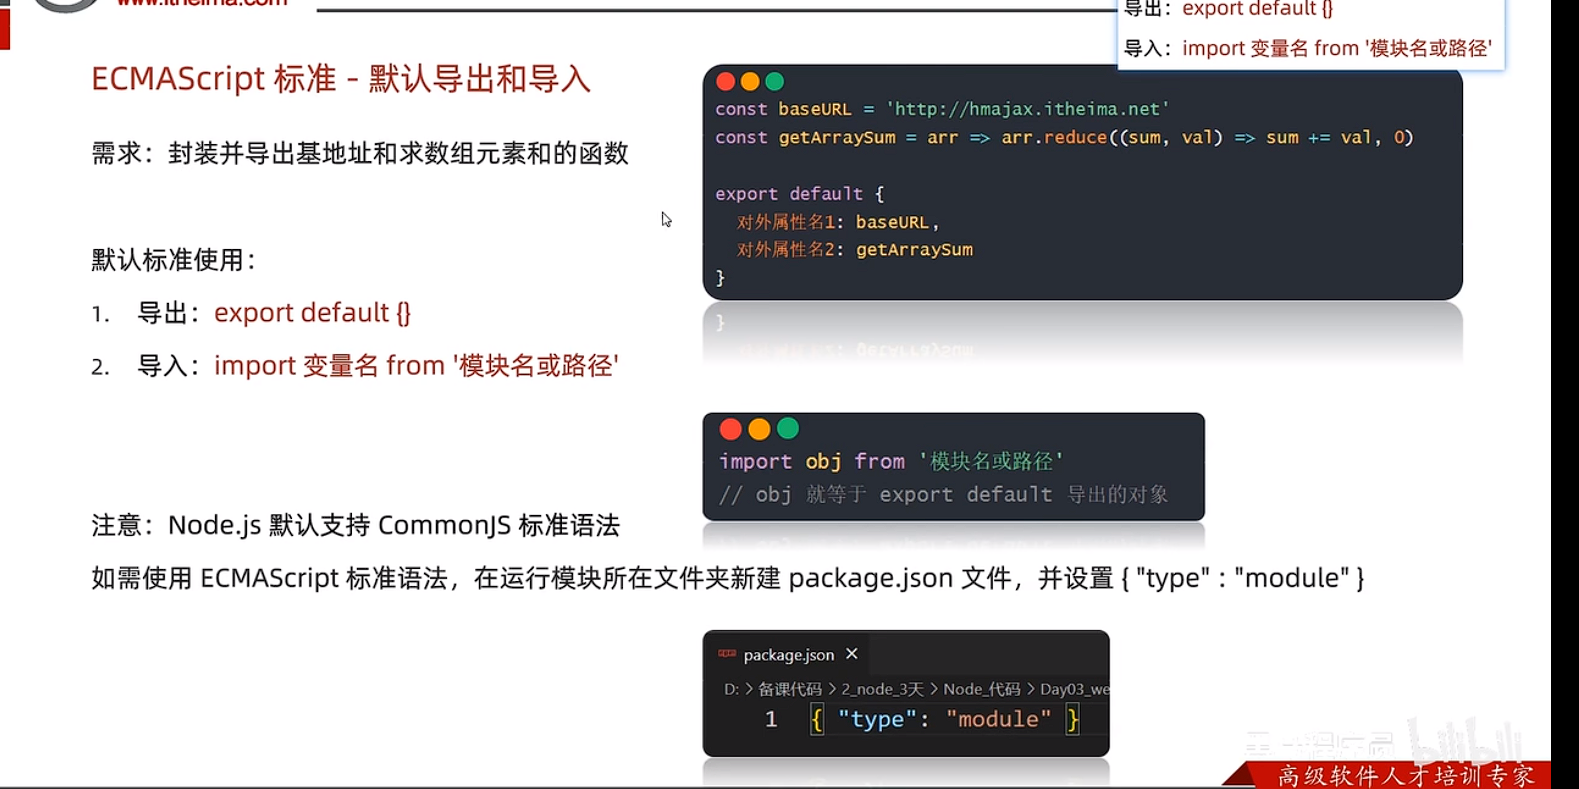 www.itheima.com
导出：export default {}
导入：import 变量名 from '模块名或路径'
ECMAScript 标准 - 默认导出和导入
需求：封装并导出基地址和求数组元素和的函数
默认标准使用：
1. 导出：export default {}
2. 导入：import 变量名 from '模块名或路径'
const baseURL = 'http://hmajax.itheima.net'
const getArraySum = arr => arr.reduce((sum, val) => sum += val, 0)
export default {
对外属性名1: baseURL,
对外属性名2: getArraySum
}
import obj from '模块名或路径'
// obj 就等于 export default 导出的对象
注意：Node.js 默认支持 CommonJS 标准语法
如需使用 ECMAScript 标准语法，在运行模块所在文件夹新建 package.json 文件，并设置 { "type" : "module" }
package.json ×
D: > 备课代码 > 2_node_3天 > Node_代码 > Day03_we
1 { "type": "module" }
bilibili
高级软件人才培训专家